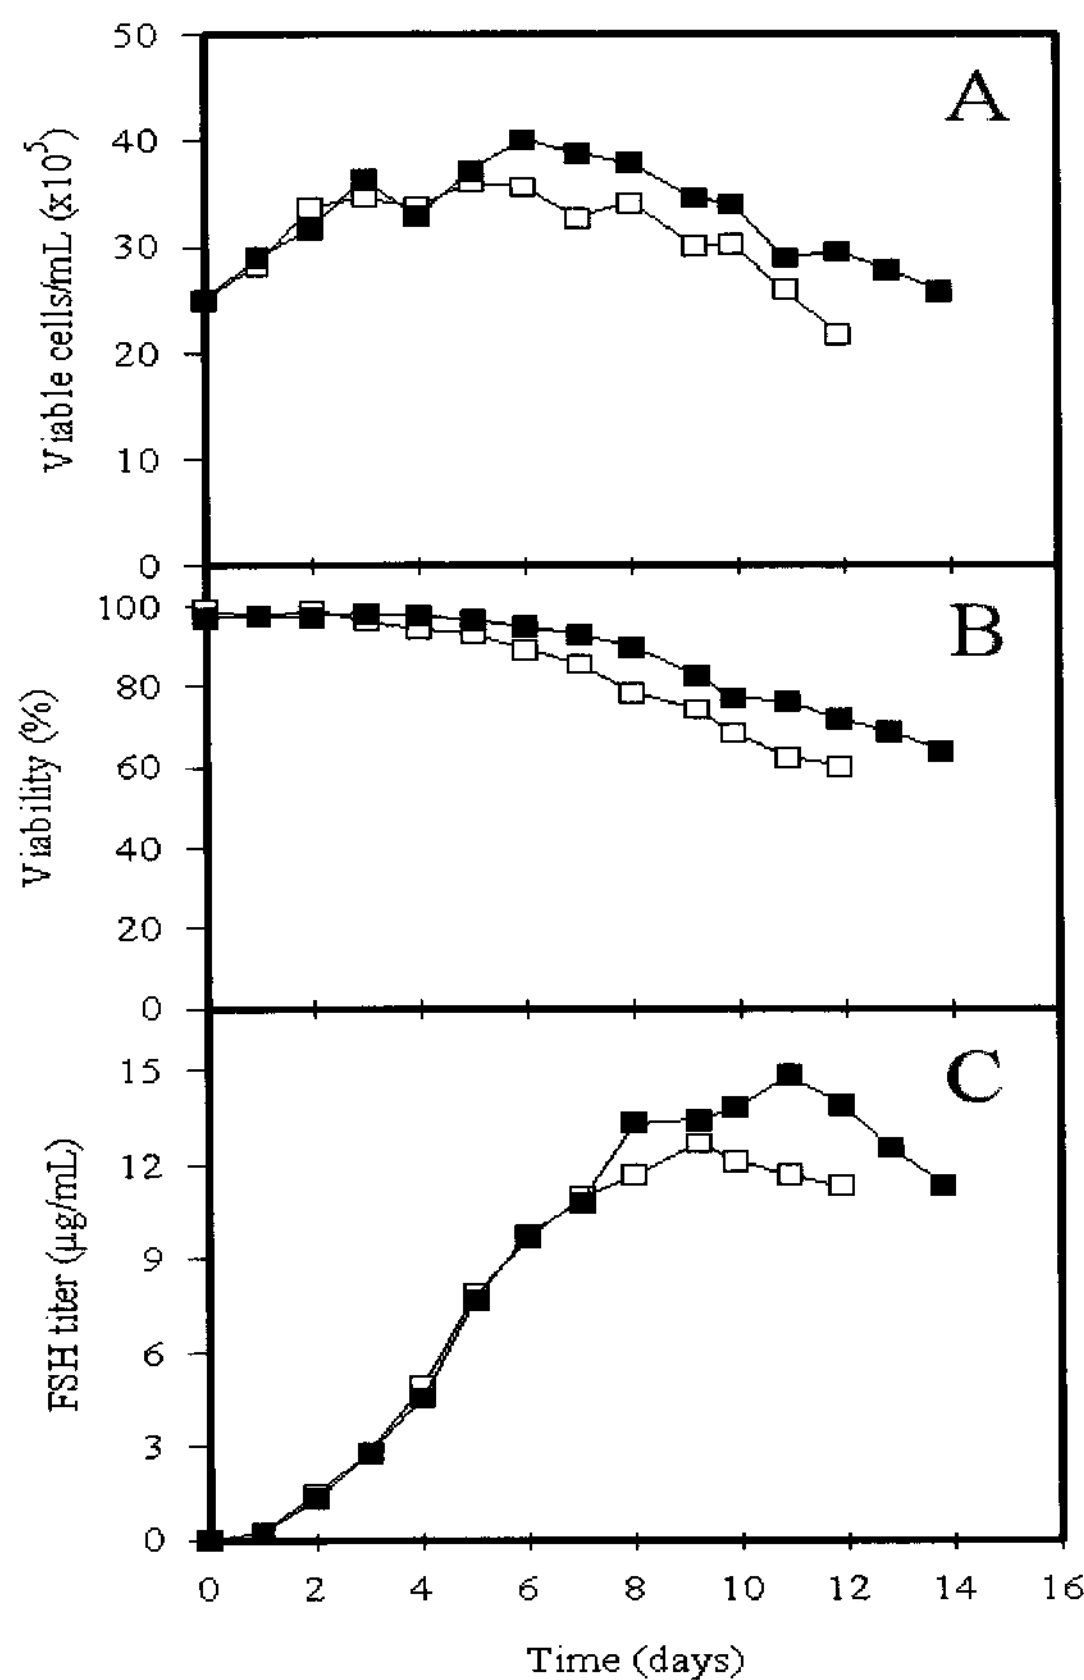 50
A
40
30
20
10
0
Viable cells/mL (x10⁵)
100
B
80
60
40
20
0
Viability (%)
15
C
12
9
6
3
0
FSH titer (µg/mL)
0 2 4 6 8 10 12 14 16
Time (days)